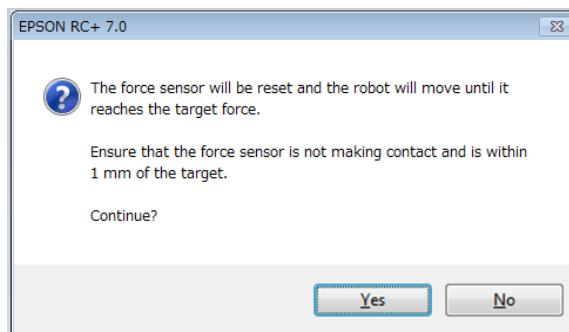 EPSON RC+ 7.0
The force sensor will be reset and the robot will move until it
reaches the target force.
Ensure that the force sensor is not making contact and is within
1 mm of the target.
Continue?
Yes
No